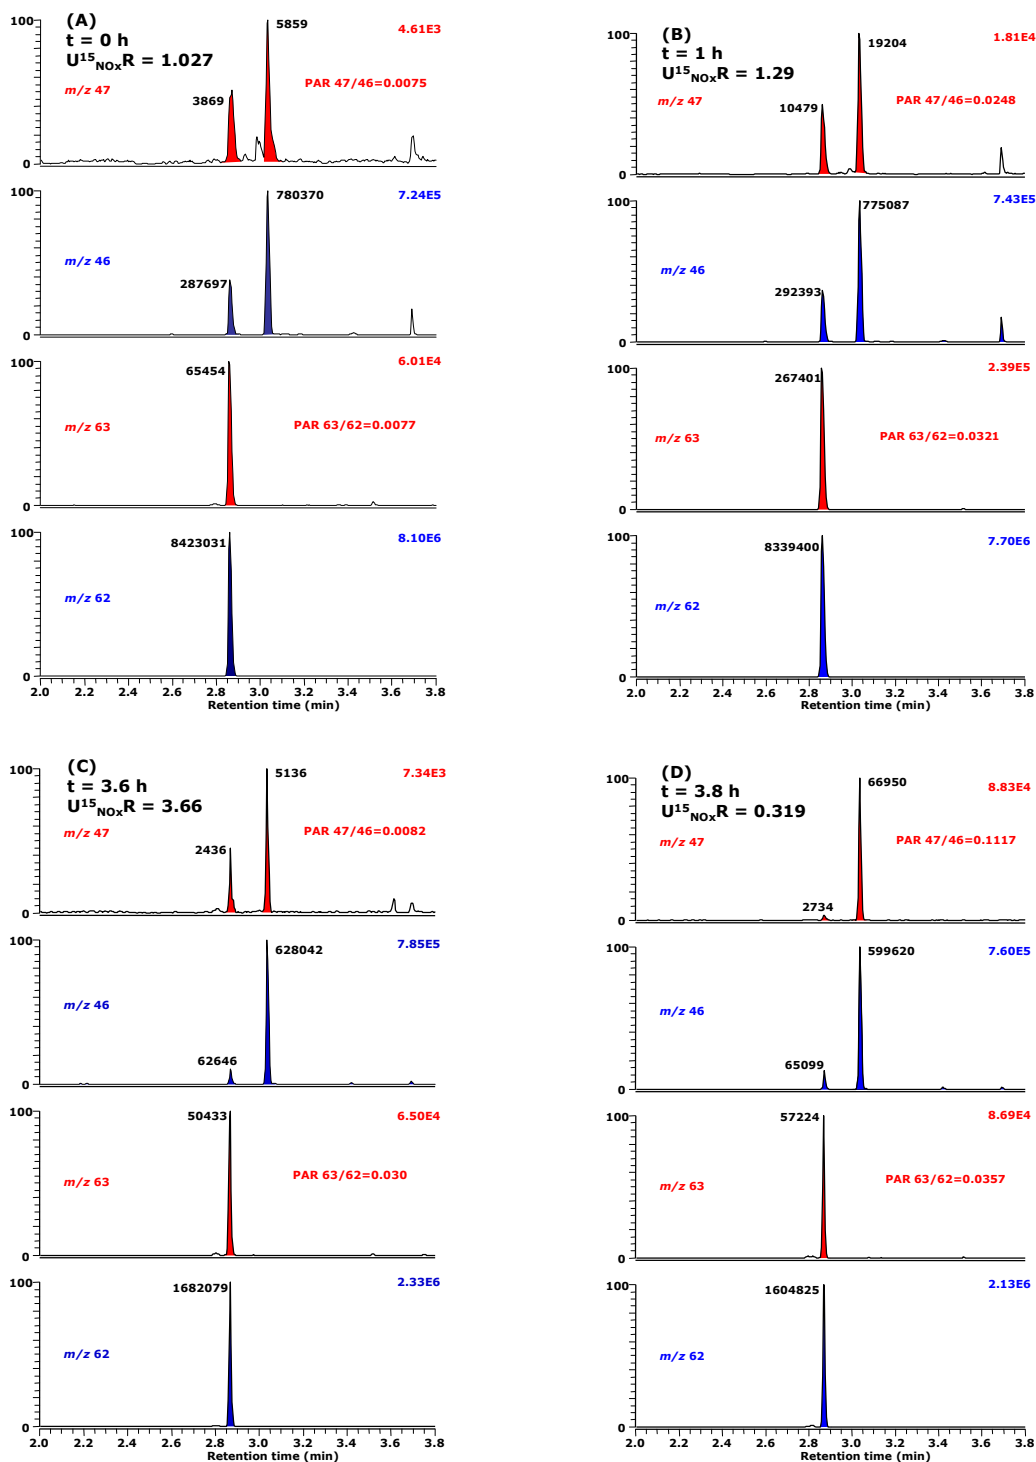 (A)
t = 0 h
U¹⁵NOxR = 1.027
100
5859
4.61E3
m/z 47
3869
PAR 47/46=0.0075
0
100
780370
7.24E5
m/z 46
287697
0
100
65454
6.01E4
m/z 63
PAR 63/62=0.0077
0
100
8423031
8.10E6
m/z 62
0
2.0 2.2 2.4 2.6 2.8 3.0 3.2 3.4 3.6 3.8
Retention time (min)
(B)
t = 1 h
U¹⁵NOxR = 1.29
100
19204
1.81E4
m/z 47
10479
PAR 47/46=0.0248
0
100
775087
7.43E5
m/z 46
292393
0
100
267401
2.39E5
m/z 63
PAR 63/62=0.0321
0
100
8339400
7.70E6
m/z 62
0
2.0 2.2 2.4 2.6 2.8 3.0 3.2 3.4 3.6 3.8
Retention time (min)
(C)
t = 3.6 h
U¹⁵NOxR = 3.66
100
5136
7.34E3
m/z 47
2436
PAR 47/46=0.0082
0
100
628042
7.85E5
m/z 46
62646
0
100
50433
6.50E4
m/z 63
PAR 63/62=0.030
0
100
1682079
2.33E6
m/z 62
0
2.0 2.2 2.4 2.6 2.8 3.0 3.2 3.4 3.6 3.8
Retention time (min)
(D)
t = 3.8 h
U¹⁵NOxR = 0.319
100
66950
8.83E4
m/z 47
2734
PAR 47/46=0.1117
0
100
599620
7.60E5
m/z 46
65099
0
100
57224
8.69E4
m/z 63
PAR 63/62=0.0357
0
100
1604825
2.13E6
m/z 62
0
2.0 2.2 2.4 2.6 2.8 3.0 3.2 3.4 3.6 3.8
Retention time (min)